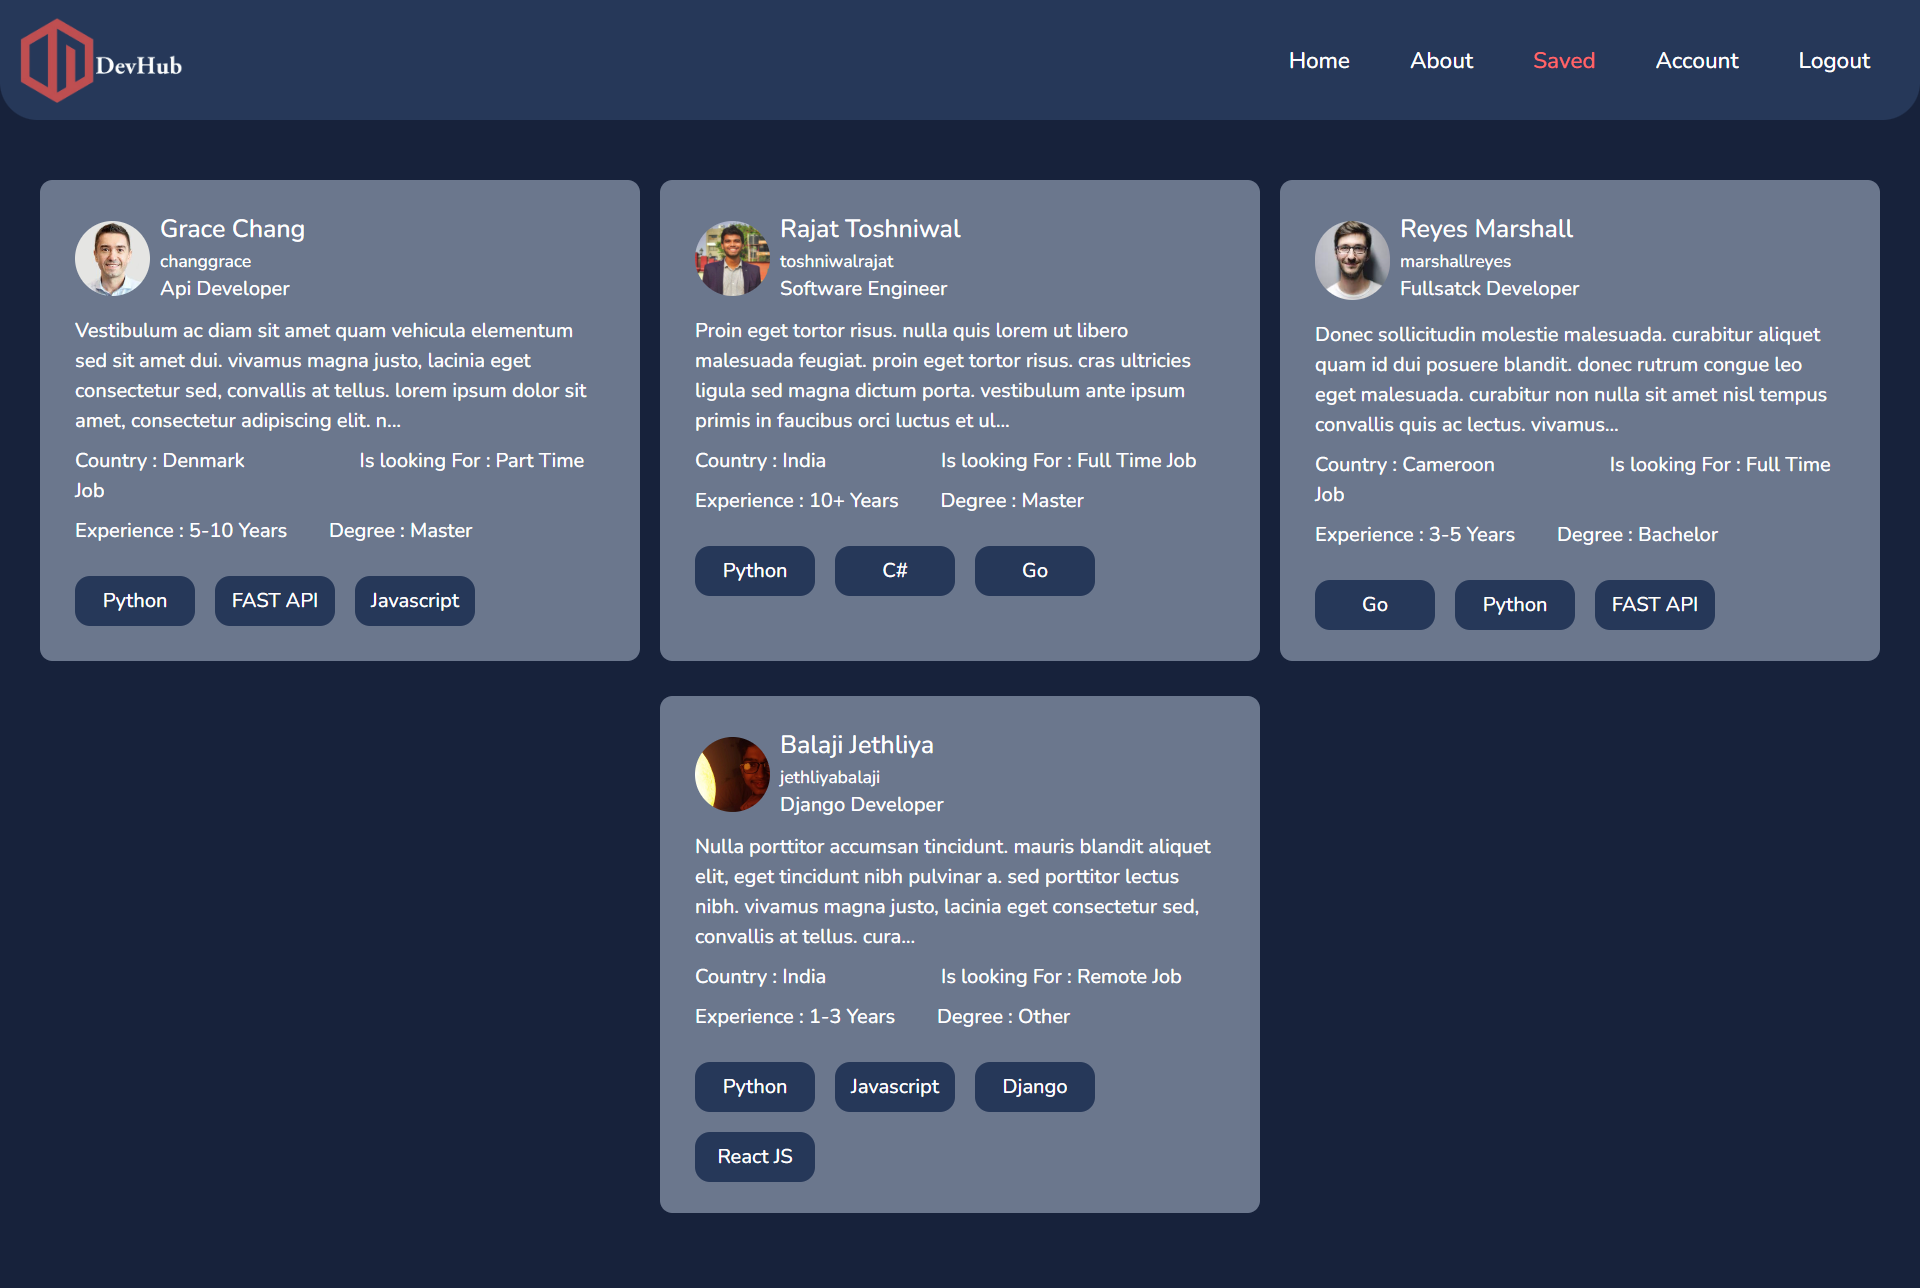 DevHub
Home
About
Saved
Account
Logout
Grace Chang
changgrace
Api Developer
Vestibulum ac diam sit amet quam vehicula elementum
sed sit amet dui. vivamus magna justo, lacinia eget
consectetur sed, convallis at tellus. lorem ipsum dolor sit
amet, consectetur adipiscing elit. n...
Country : Denmark Is looking For : Part Time
Job
Experience : 5-10 Years Degree : Master
Python
FAST API
Javascript
Rajat Toshniwal
toshniwalrajat
Software Engineer
Proin eget tortor risus. nulla quis lorem ut libero
malesuada feugiat. proin eget tortor risus. cras ultricies
ligula sed magna dictum porta. vestibulum ante ipsum
primis in faucibus orci luctus et ul...
Country : India Is looking For : Full Time Job
Experience : 10+ Years Degree : Master
Python
C#
Go
Reyes Marshall
marshallreyes
Fullsatck Developer
Donec sollicitudin molestie malesuada. curabitur aliquet
quam id dui posuere blandit. donec rutrum congue leo
eget malesuada. curabitur non nulla sit amet nisl tempus
convallis quis ac lectus. vivamus...
Country : Cameroon Is looking For : Full Time
Job
Experience : 3-5 Years Degree : Bachelor
Go
Python
FAST API
Balaji Jethliya
jethliyabalaji
Django Developer
Nulla porttitor accumsan tincidunt. mauris blandit aliquet
elit, eget tincidunt nibh pulvinar a. sed porttitor lectus
nibh. vivamus magna justo, lacinia eget consectetur sed,
convallis at tellus. cura...
Country : India Is looking For : Remote Job
Experience : 1-3 Years Degree : Other
Python
Javascript
Django
React JS